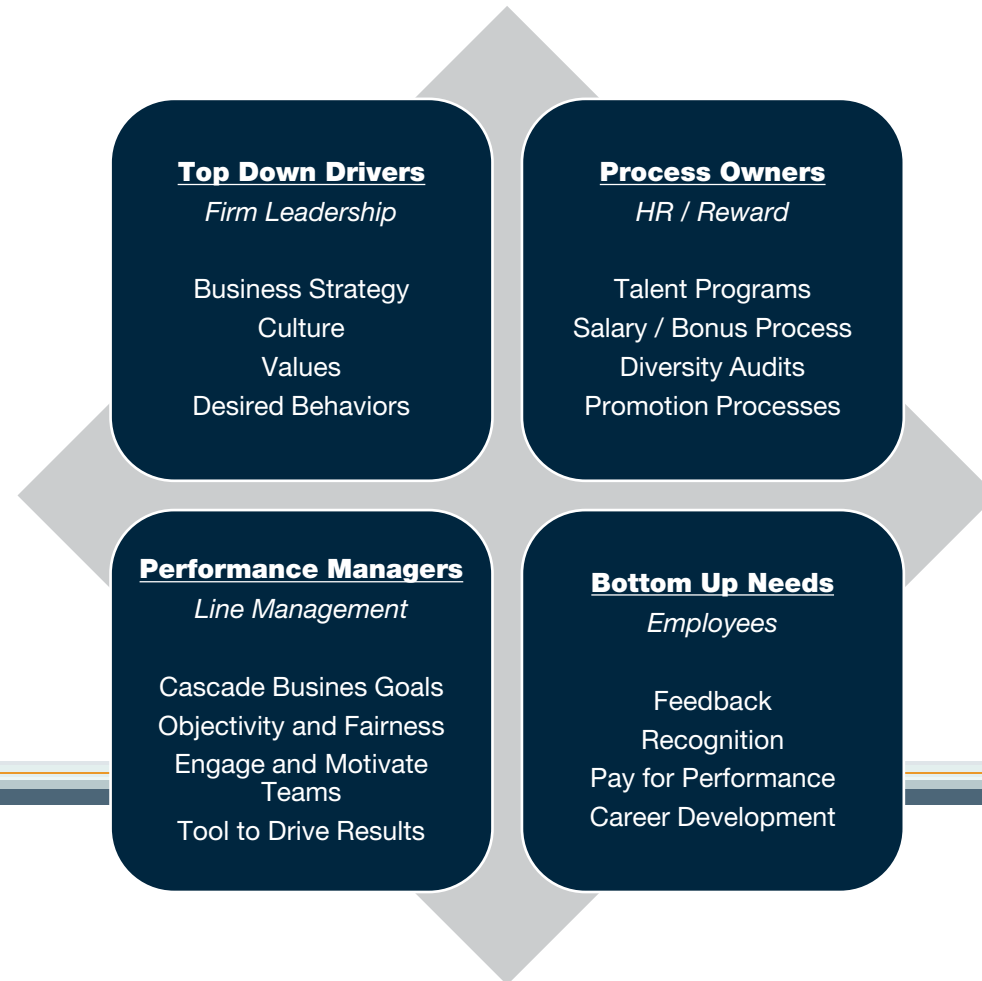 Top Down Drivers
Firm Leadership
Business Strategy
Culture
Values
Desired Behaviors
Process Owners
HR / Reward
Talent Programs
Salary / Bonus Process
Diversity Audits
Promotion Processes
Performance Managers
Line Management
Cascade Busines Goals
Objectivity and Fairness
Engage and Motivate
Teams
Tool to Drive Results
Bottom Up Needs
Employees
Feedback
Recognition
Pay for Performance
Career Development